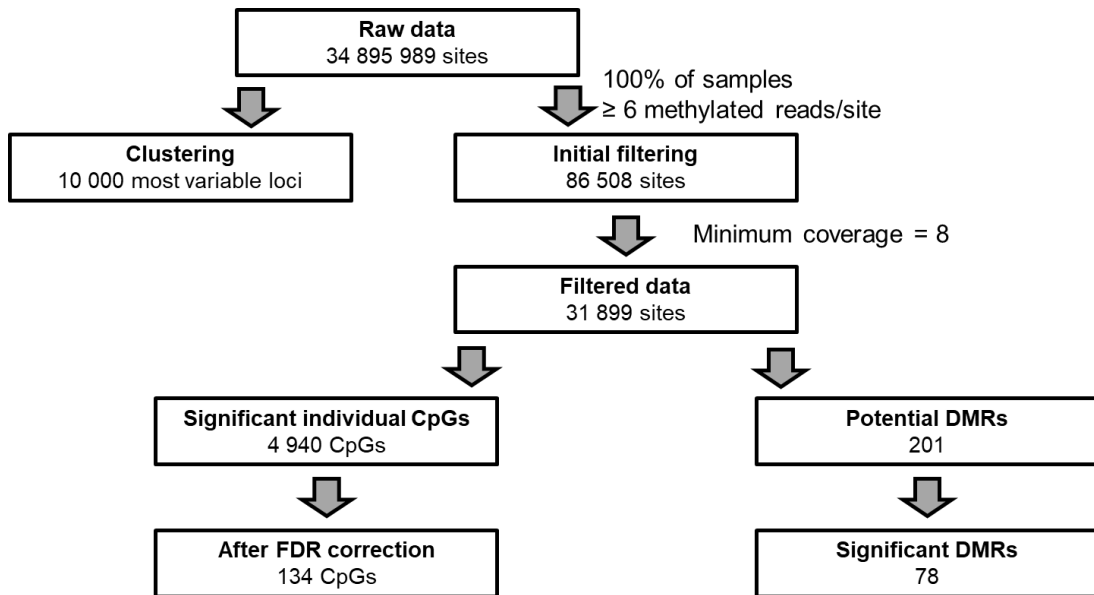 Raw data
34 895 989 sites
100% of samples
≥ 6 methylated reads/site
Clustering
10 000 most variable loci
Initial filtering
86 508 sites
Minimum coverage = 8
Filtered data
31 899 sites
Significant individual CpGs
4 940 CpGs
Potential DMRs
201
After FDR correction
134 CpGs
Significant DMRs
78